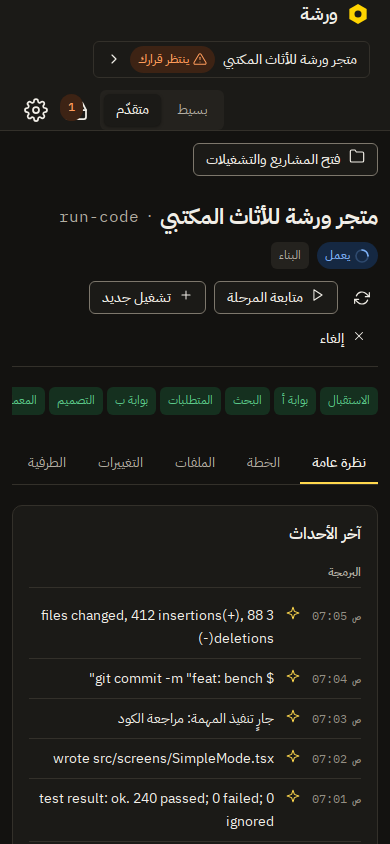 ورشة
متجر ورشة للأثاث المكتبي ينتظر قرارك
بسيط متقدّم 1
فتح المشاريع والتشغيلات
متجر ورشة للأثاث المكتبي · run-code
يعمل البناء
متابعة المرحلة تشغيل جديد
إلغاء
الاستقبال بوابة أ البحث المتطلبات بوابة ب التصميم المعم
نظرة عامة الخطة الملفات التغييرات الطرفية
آخر الأحداث
البرمجة
07:05 ص files changed, 412 insertions(+), 88 3
deletions(-)
07:04 ص $ git commit -m "feat: bench"
07:03 ص جارٍ تنفيذ المهمة: مراجعة الكود
07:02 ص wrote src/screens/SimpleMode.tsx
07:01 ص test result: ok. 240 passed; 0 failed; 0
ignored